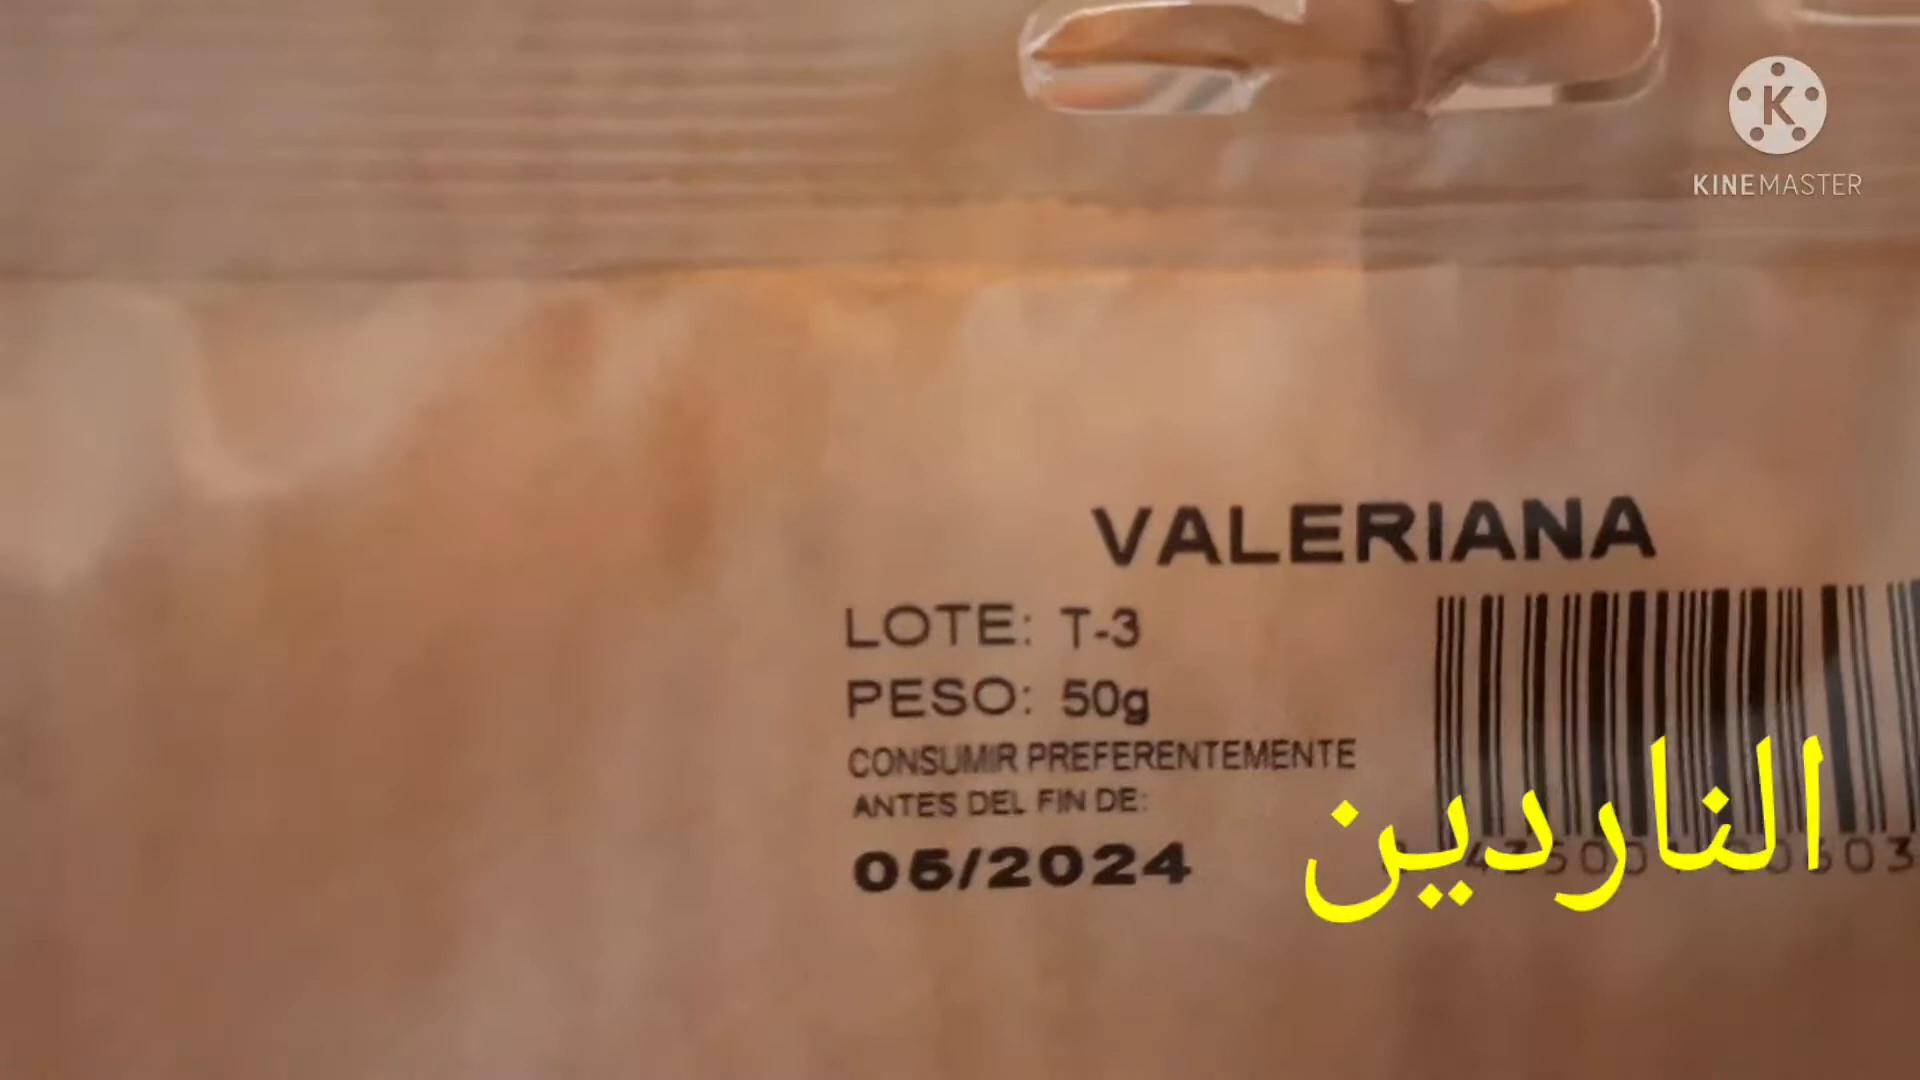 KINEMASTER
VALERIANA
LOTE: T-3
PESO: 50g
CONSUMIR PREFERENTEMENTE
ANTES DEL FIN DE:
05/2024
الناردين